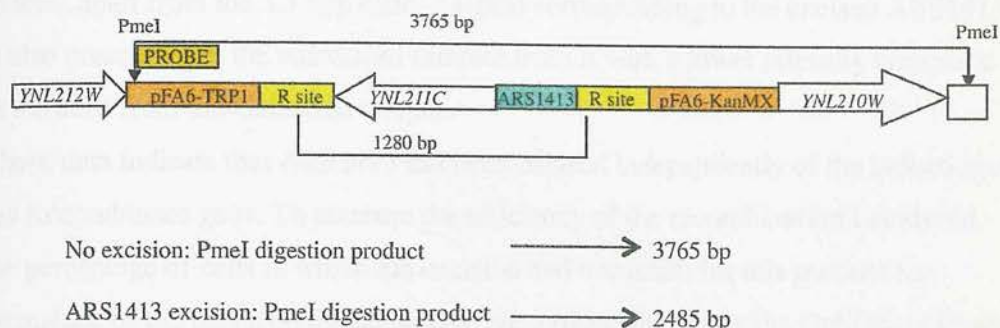 PmeI 3765 bp PmeI
PROBE
YNL212W pFA6-TRP1 R site YNL211C ARS1413 R site pFA6-KanMX YNL210W
1280 bp
No excision: PmeI digestion product 3765 bp
ARS1413 excision: PmeI digestion product 2485 bp